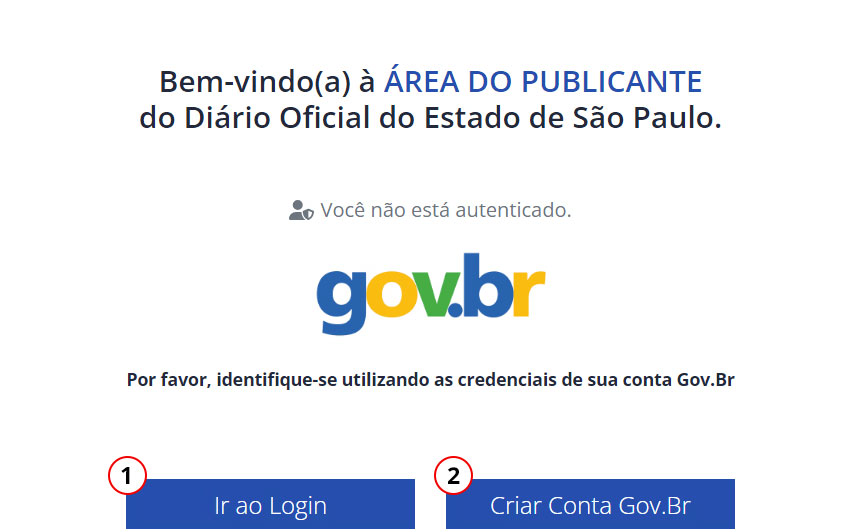 Bem-vindo(a) à ÁREA DO PUBLICANTE
do Diário Oficial do Estado de São Paulo.
Você não está autenticado.
gov.br
Por favor, identifique-se utilizando as credenciais de sua conta Gov.Br
1
Ir ao Login
2
Criar Conta Gov.Br